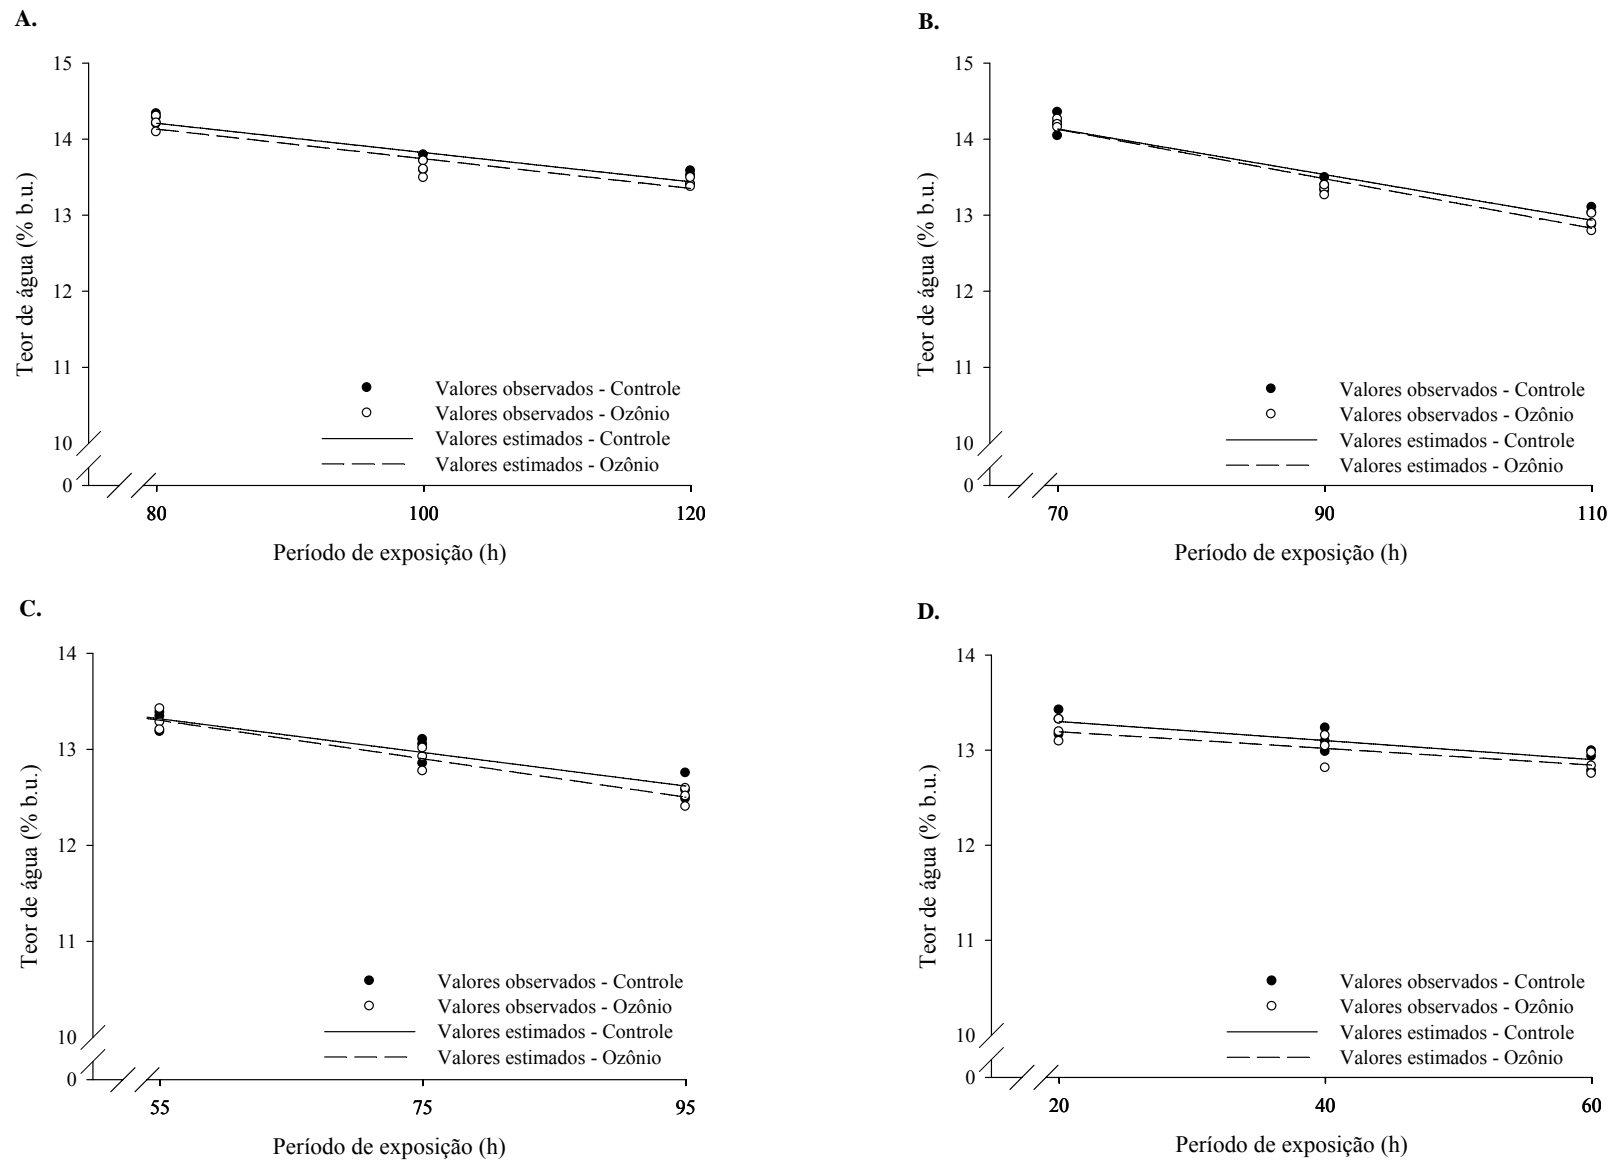 A.
15
14
13
12
11
10
0
Teor de água (% b.u.)
Valores observados - Controle
Valores observados - Ozônio
Valores estimados - Controle
Valores estimados - Ozônio
80 100 120
Período de exposição (h)
B.
15
14
13
12
11
10
0
Teor de água (% b.u.)
Valores observados - Controle
Valores observados - Ozônio
Valores estimados - Controle
Valores estimados - Ozônio
70 90 110
Período de exposição (h)
C.
14
13
12
11
10
0
Teor de água (% b.u.)
Valores observados - Controle
Valores observados - Ozônio
Valores estimados - Controle
Valores estimados - Ozônio
55 75 95
Período de exposição (h)
D.
14
13
12
11
10
0
Teor de água (% b.u.)
Valores observados - Controle
Valores observados - Ozônio
Valores estimados - Controle
Valores estimados - Ozônio
20 40 60
Período de exposição (h)